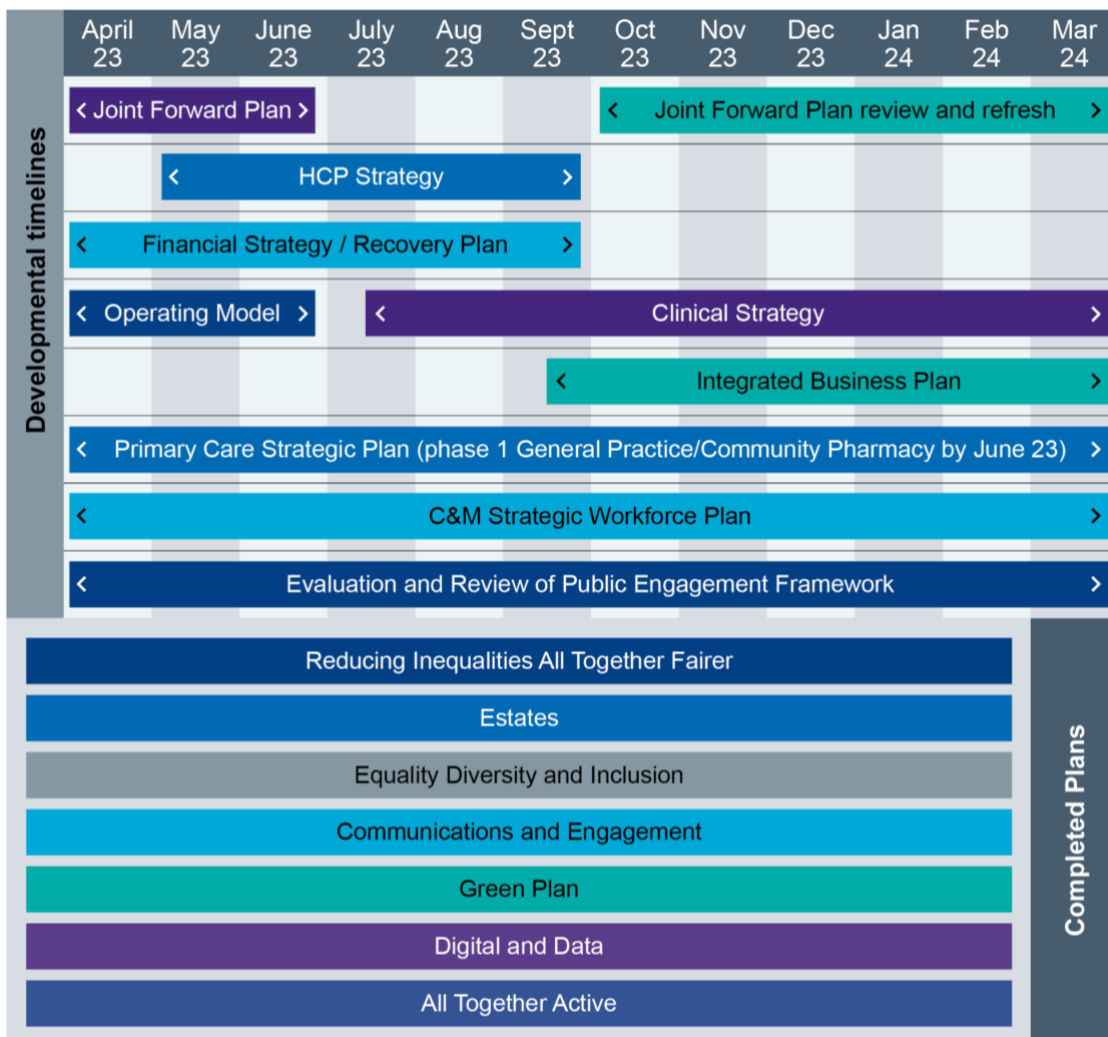 April 23
May 23
June 23
July 23
Aug 23
Sept 23
Oct 23
Nov 23
Dec 23
Jan 24
Feb 24
Mar 24
Developmental timelines
Joint Forward Plan
Joint Forward Plan review and refresh
HCP Strategy
Financial Strategy / Recovery Plan
Operating Model
Clinical Strategy
Integrated Business Plan
Primary Care Strategic Plan (phase 1 General Practice/Community Pharmacy by June 23)
C&M Strategic Workforce Plan
Evaluation and Review of Public Engagement Framework
Reducing Inequalities All Together Fairer
Estates
Equality Diversity and Inclusion
Communications and Engagement
Green Plan
Digital and Data
All Together Active
Completed Plans